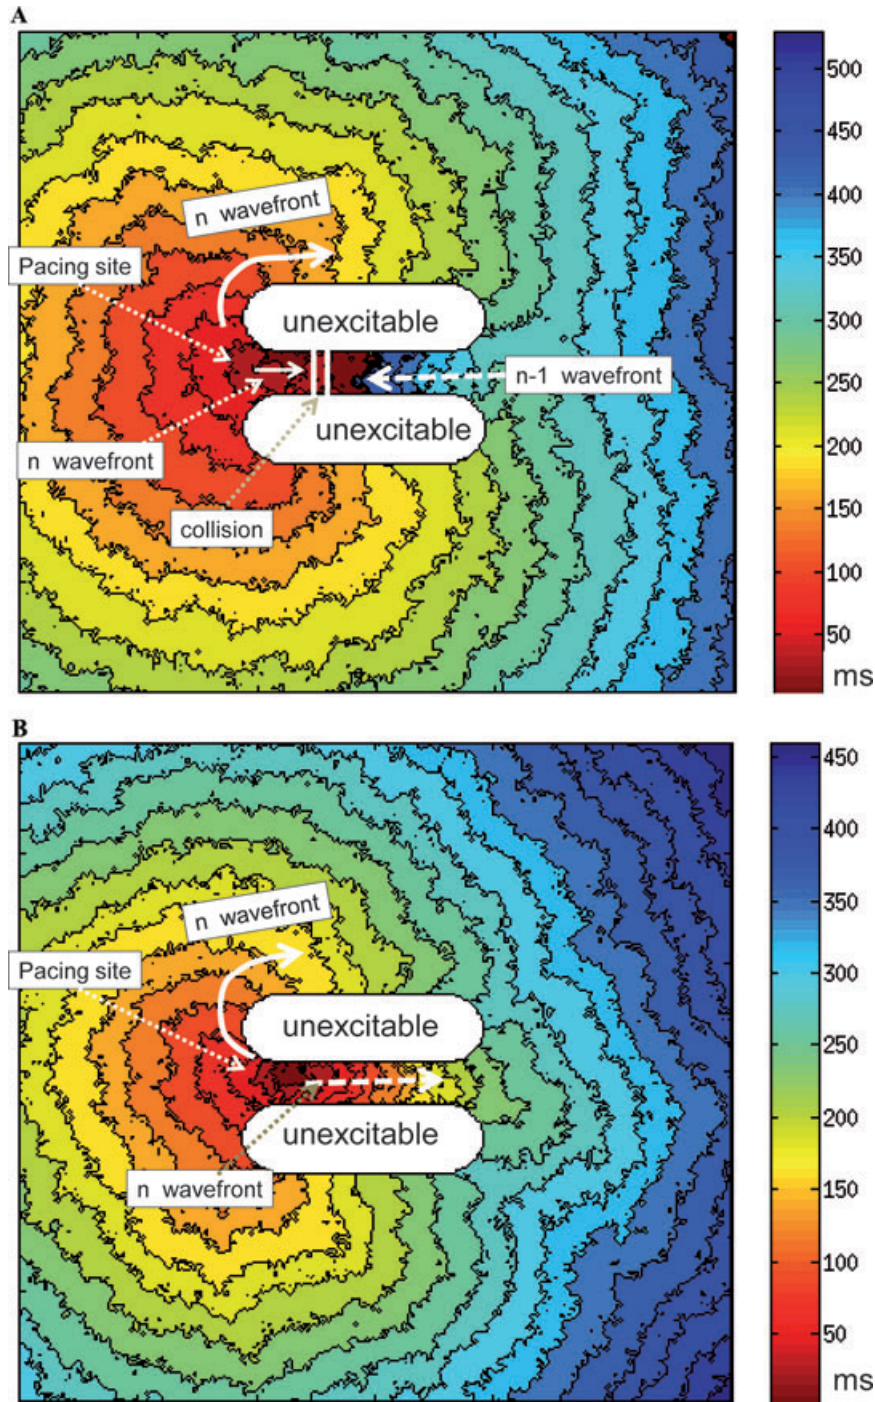 A
n wavefront
Pacing site
unexcitable
n-1 wavefront
unexcitable
n wavefront
collision
500
450
400
350
300
250
200
150
100
50
ms
B
n wavefront
Pacing site
unexcitable
unexcitable
n wavefront
450
400
350
300
250
200
150
100
50
ms